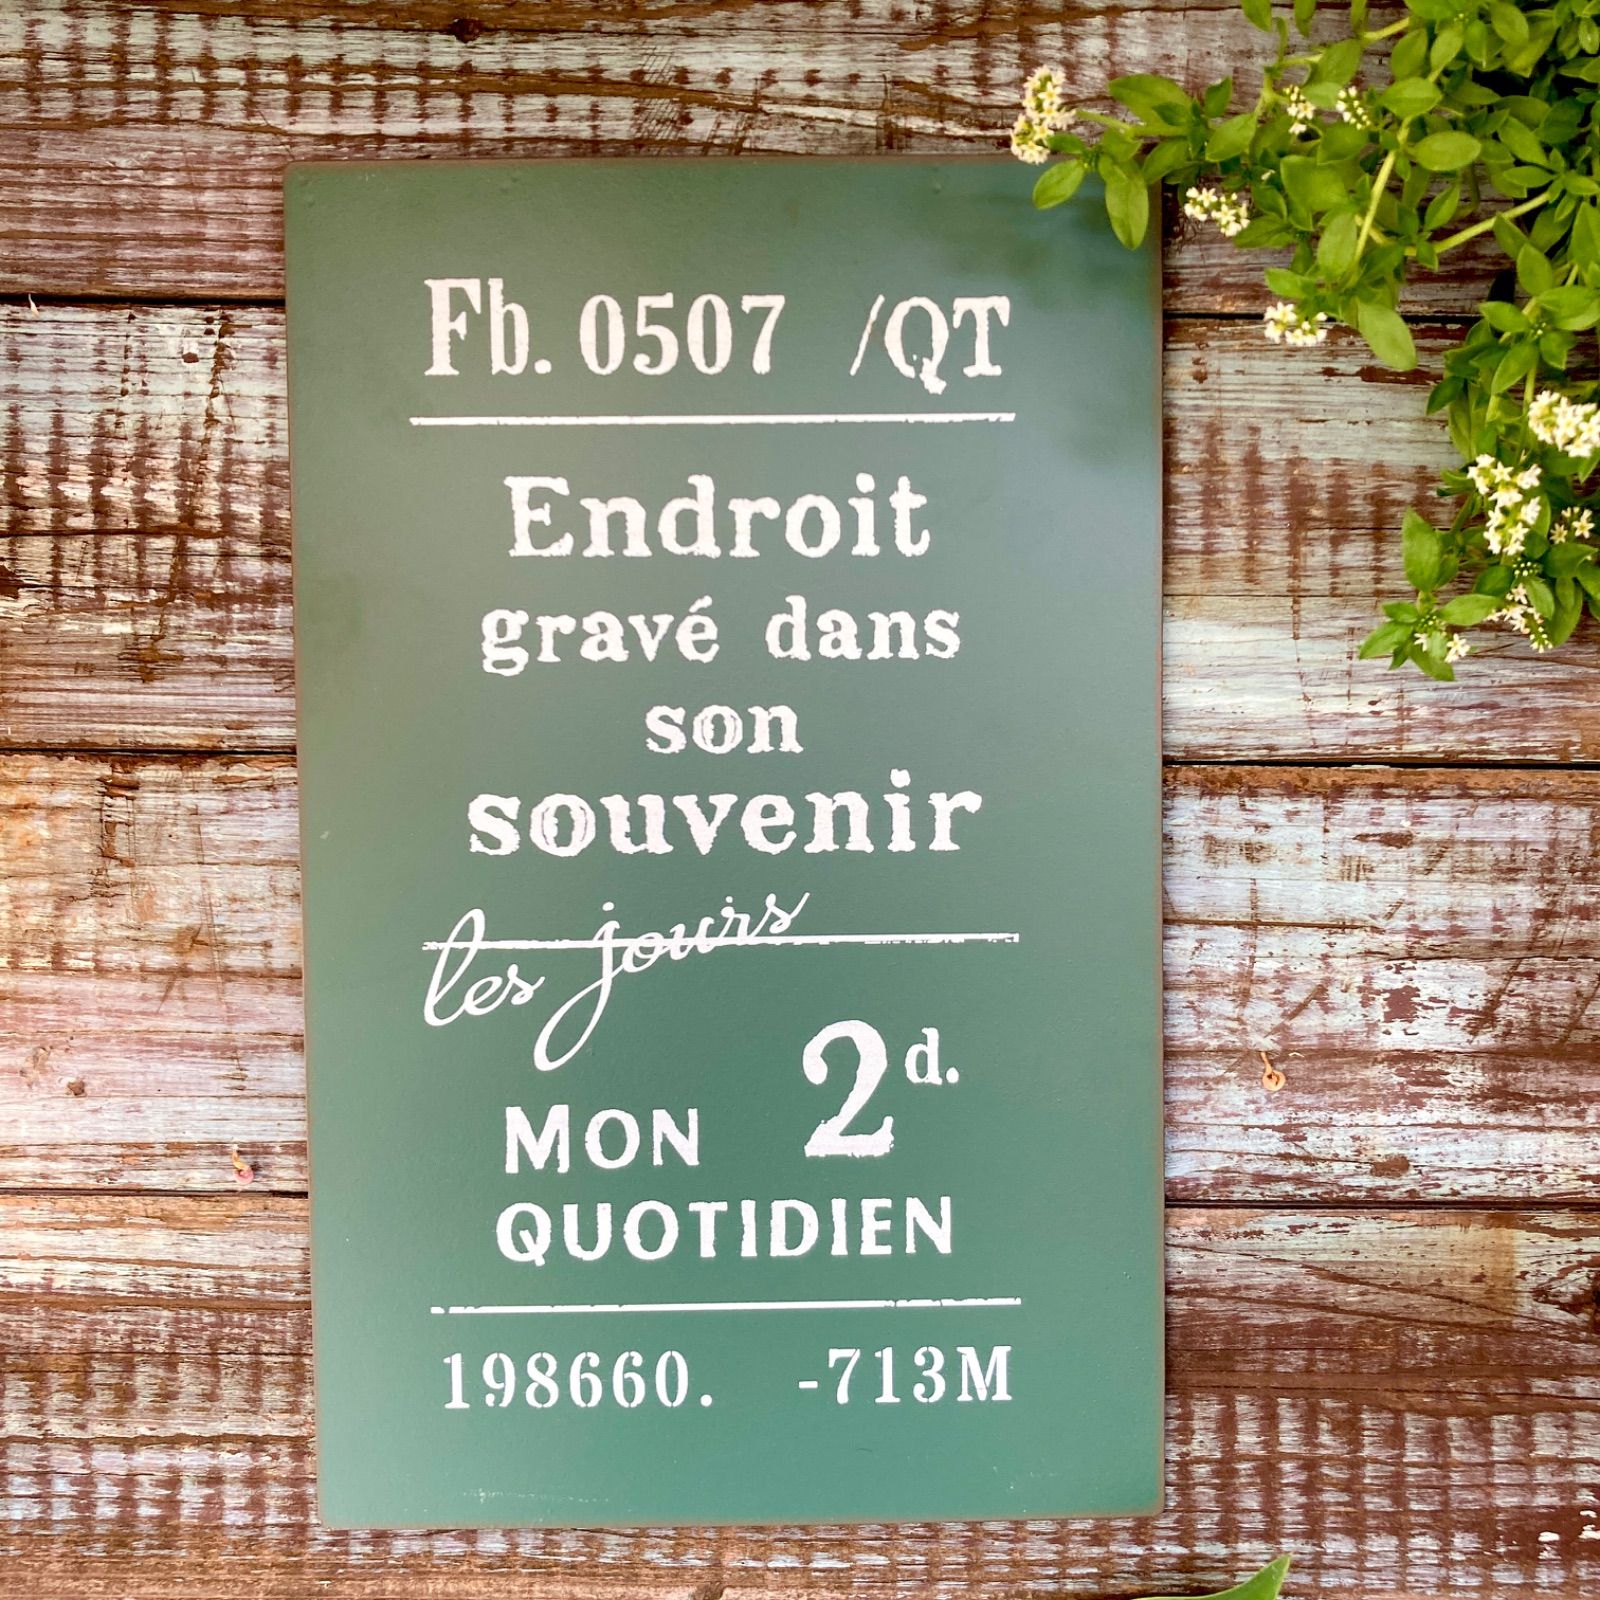 Fb. 0507 /QT
Endroit
gravé dans
son
souvenir
les jours
2d.
MON
QUOTIDIEN
198660. -713M